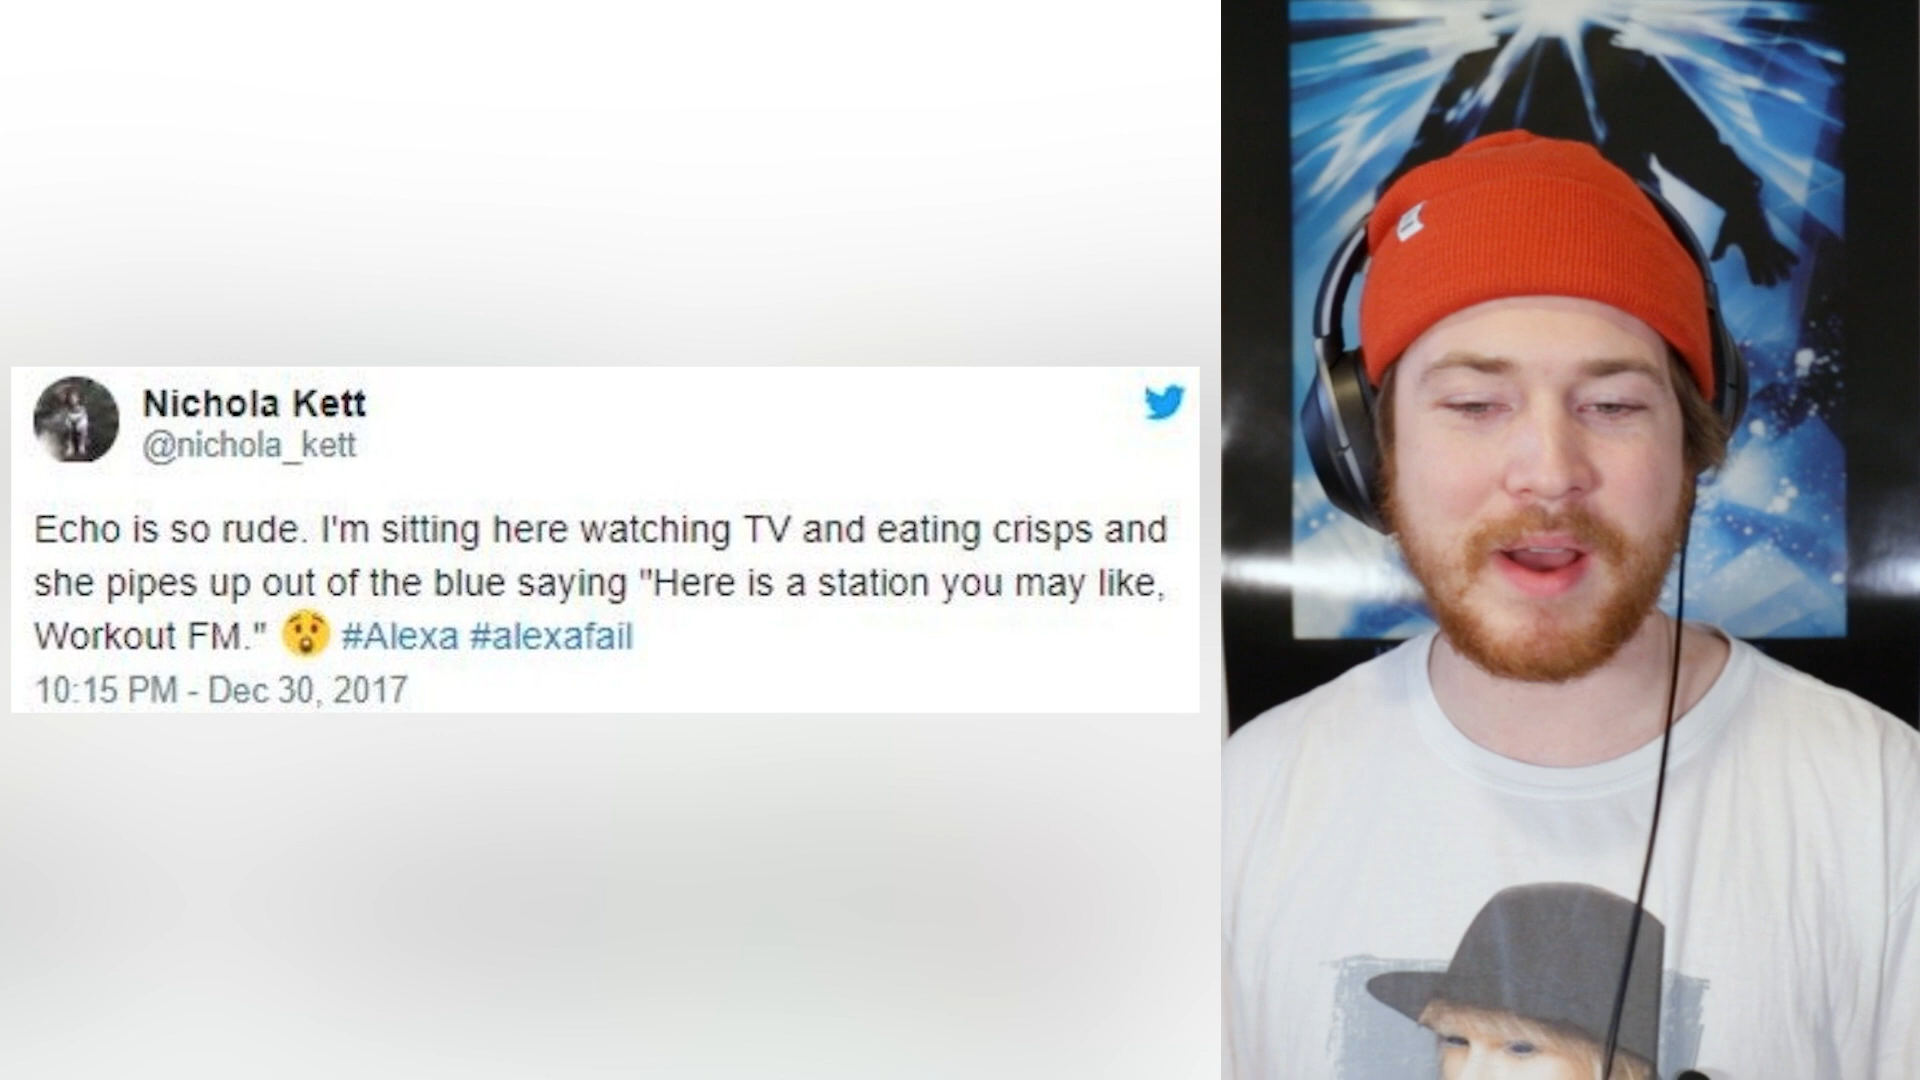 Nichola Kett
@nichola_kett
Echo is so rude. I'm sitting here watching TV and eating crisps and
she pipes up out of the blue saying "Here is a station you may like,
Workout FM." 😲 #Alexa #alexafail
10:15 PM - Dec 30, 2017